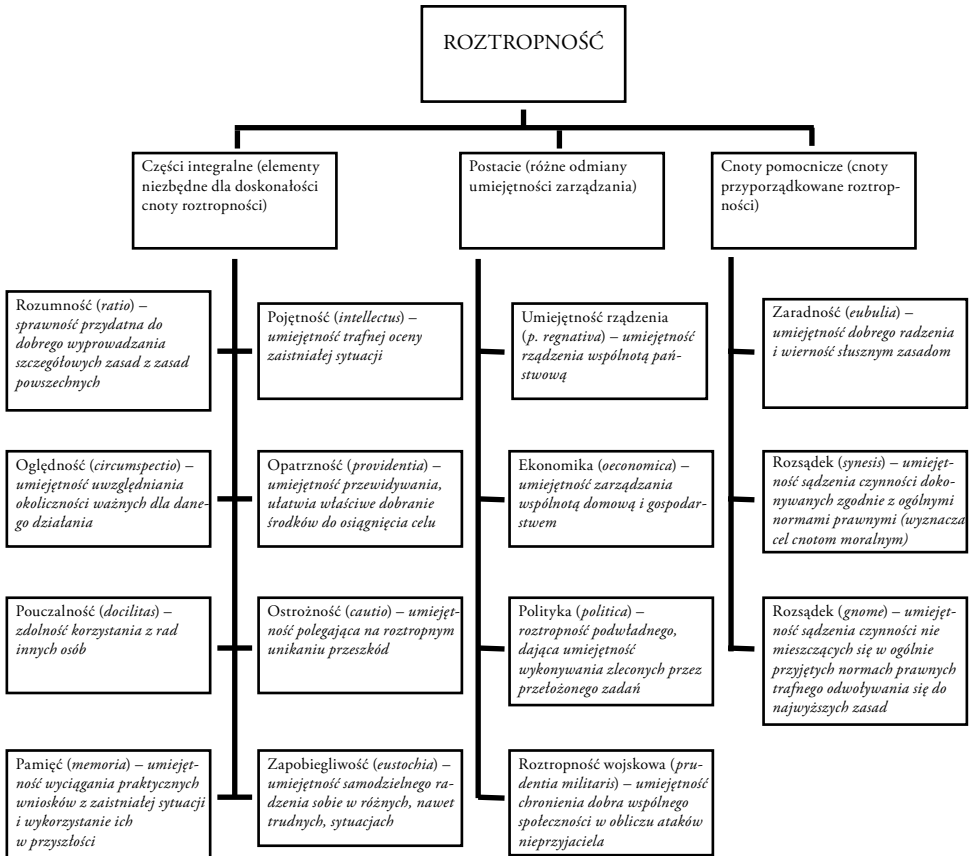 ROZTROPNOŚĆ
Części integralne (elementy
niezbędne dla doskonałości
cnoty roztropności)
Postacie (różne odmiany
umiejętności zarządzania)
Cnoty pomocnicze (cnoty
przyporządkowane roztrop-
ności)
Rozumność (ratio) –
sprawność przydatna do
dobrego wyprowadzania
szczegółowych zasad z zasad
powszechnych
Pojętność (intellectus) –
umiejętność trafnej oceny
zaistniałej sytuacji
Umiejętność rządzenia
(p. regnativa) – umiejętność
rządzenia wspólnotą pań-
stwową
Zaradność (eubulia) –
umiejętność dobrego radzenia
i wierność słusznym zasadom
Oględność (circumspectio) –
umiejętność uwzględniania
okoliczności ważnych dla dane-
go działania
Opatrzność (providentia) –
umiejętność przewidywania,
ułatwia właściwe dobranie
środków do osiągnięcia celu
Ekonomika (oeconomica) –
umiejętność zarządzania
wspólnotą domową i gospodar-
stwem
Rozsądek (synesis) – umiejęt-
ność sądzenia czynności doko-
nywanych zgodnie z ogólnymi
normami prawnymi (wyznacza
cel cnotom moralnym)
Pouczalność (docilitas) –
zdolność korzystania z rad
innych osób
Ostrożność (cautio) – umiejęt-
ność polegająca na roztropnym
unikaniu przeszkód
Polityka (politica) –
roztropność podwładnego,
dająca umiejętność
wykonywania zleconych przez
przełożonego zadań
Rozsądek (gnome) – umiejęt-
ność sądzenia czynności nie
mieszczących się w ogólnie
przyjętych normach prawnych
trafnego odwoływania się do
najwyższych zasad
Pamięć (memoria) – umiejęt-
ność wyciągania praktycznych
wniosków z zaistniałej sytuacji
i wykorzystanie ich
w przyszłości
Zapobiegliwość (eustochia) –
umiejętność samodzielnego ra-
dzenia sobie w różnych, nawet
trudnych, sytuacjach
Roztropność wojskowa (pru-
dentia militaris) – umiejętność
chronienia dobra wspólnego
społeczności w obliczu ataków
nieprzyjaciela